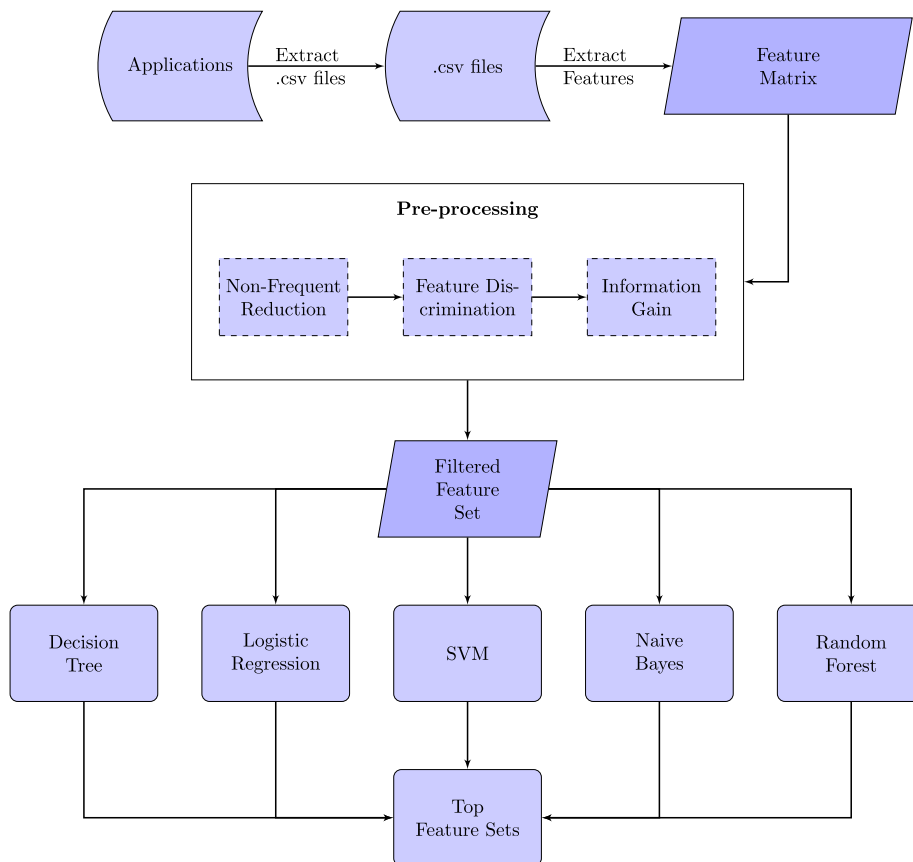 Applications
Extract
.csv files
.csv files
Extract
Features
Feature
Matrix
Pre-processing
Non-Frequent
Reduction
Feature Dis-
crimination
Information
Gain
Filtered
Feature
Set
Decision
Tree
Logistic
Regression
SVM
Naive
Bayes
Random
Forest
Top
Feature Sets